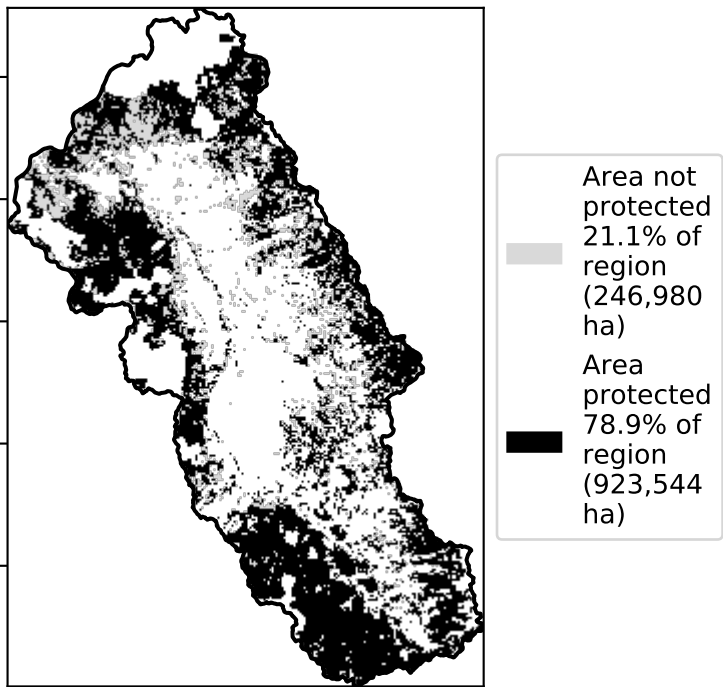 Area not
protected
21.1% of
region
(246,980
ha)
Area
protected
78.9% of
region
(923,544
ha)